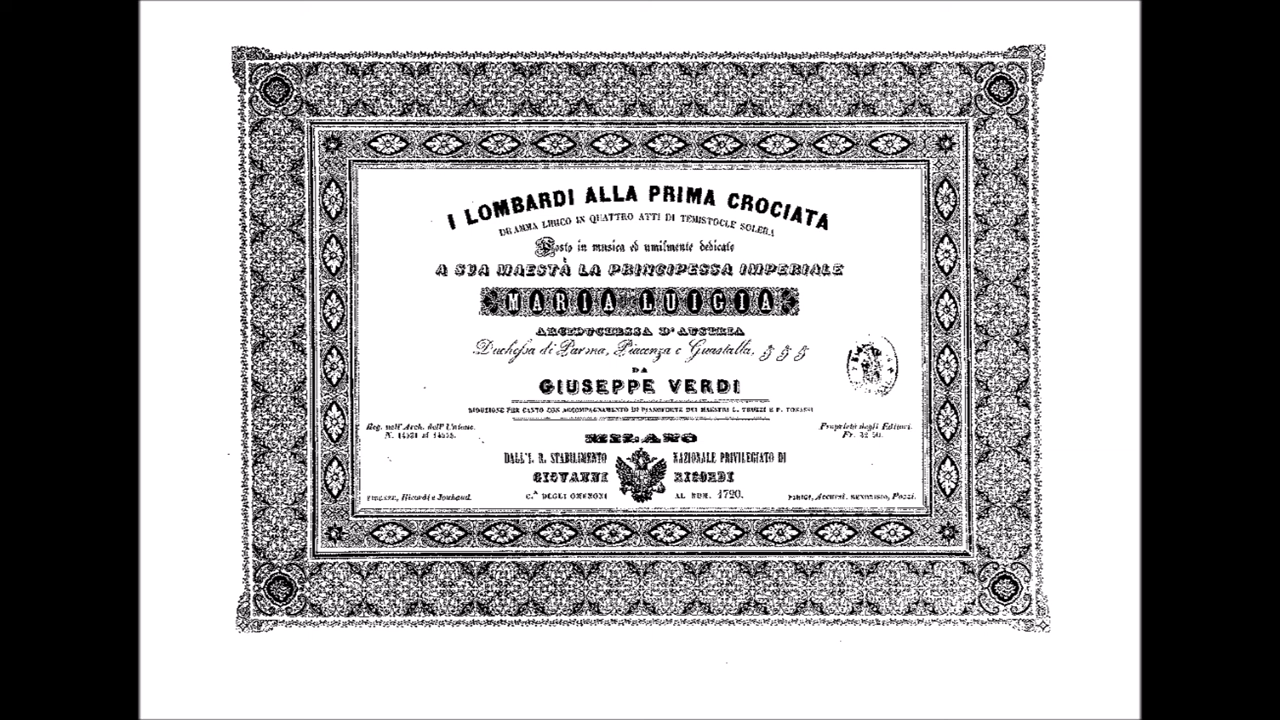 I LOMBARDI ALLA PRIMA CROCIATA
DRAMMA LIRICO IN QUATTRO ATTI DI TEMISTOCLE SOLERA
Posto in musica ed umilmente dedicato
A SUA MAESTÀ LA PRINCIPESSA IMPERIALE
MARIA LUIGIA
ARCIDUCHESSA D'AUSTRIA
Duchessa di Parma, Piacenza e Guastalla,
DA
GIUSEPPE VERDI
RIDUZIONE PER CANTO CON ACCOMPAGNAMENTO DI PIANOFORTE DEI MAESTRI L. TRUZZI E P. TONASSI
Reg. nell'Arch. dell'Unione.
Proprietà degli Editori.
MILANO
DALL'I. R. STABILIMENTO NAZIONALE PRIVILEGIATO DI
GIOVANNI RICORDI
FIRENZE, Ricordi e Jouhaud.
C.A DEGLI OMENONI AL NUM. 1720.